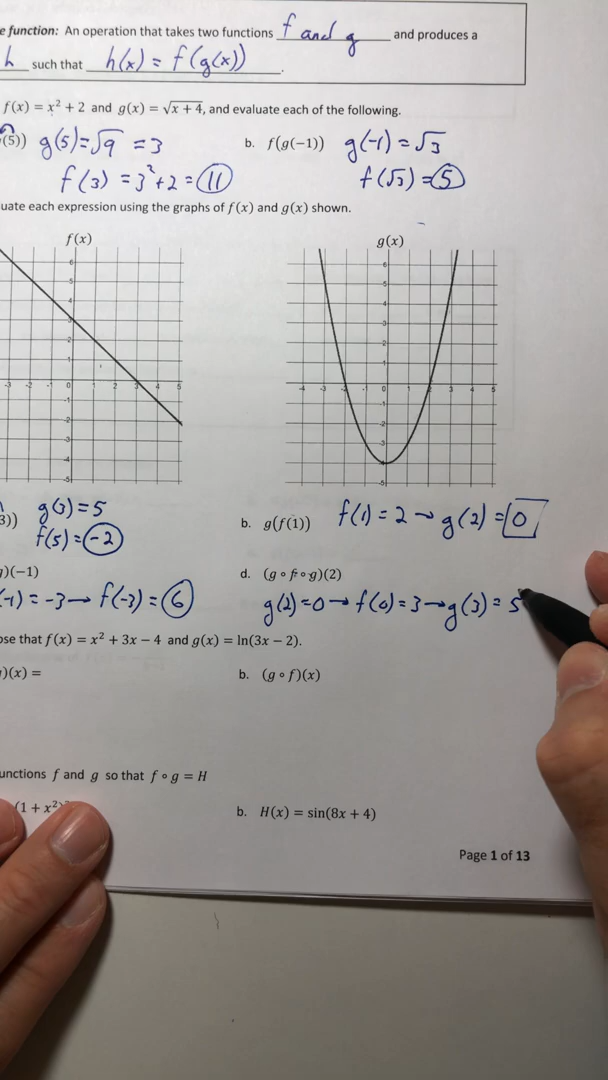 e function: An operation that takes two functions f and g and produces a
h such that h(x) = f(g(x)).
f(x) = x² + 2 and g(x) = √x + 4, and evaluate each of the following.
(5)) g(5)=√9 = 3 b. f(g(−1)) g(-1) = √3
f(3) = 3²+2 = 11 f(√3) = 5
uate each expression using the graphs of f(x) and g(x) shown.
f(x) g(x)
3)) g(3) = 5 b. g(f(1)) f(1) = 2 → g(2) = 0
f(5) = -2
)(−1) d. (g ∘ f ∘ g)(2)
-1) = -3 → f(-3) = 6 g(2) = 0 → f(0) = 3 → g(3) = 5
ose that f(x) = x² + 3x − 4 and g(x) = ln(3x − 2).
)(x) = b. (g ∘ f)(x)
unctions f and g so that f ∘ g = H
(1 + x² b. H(x) = sin(8x + 4)
Page 1 of 13